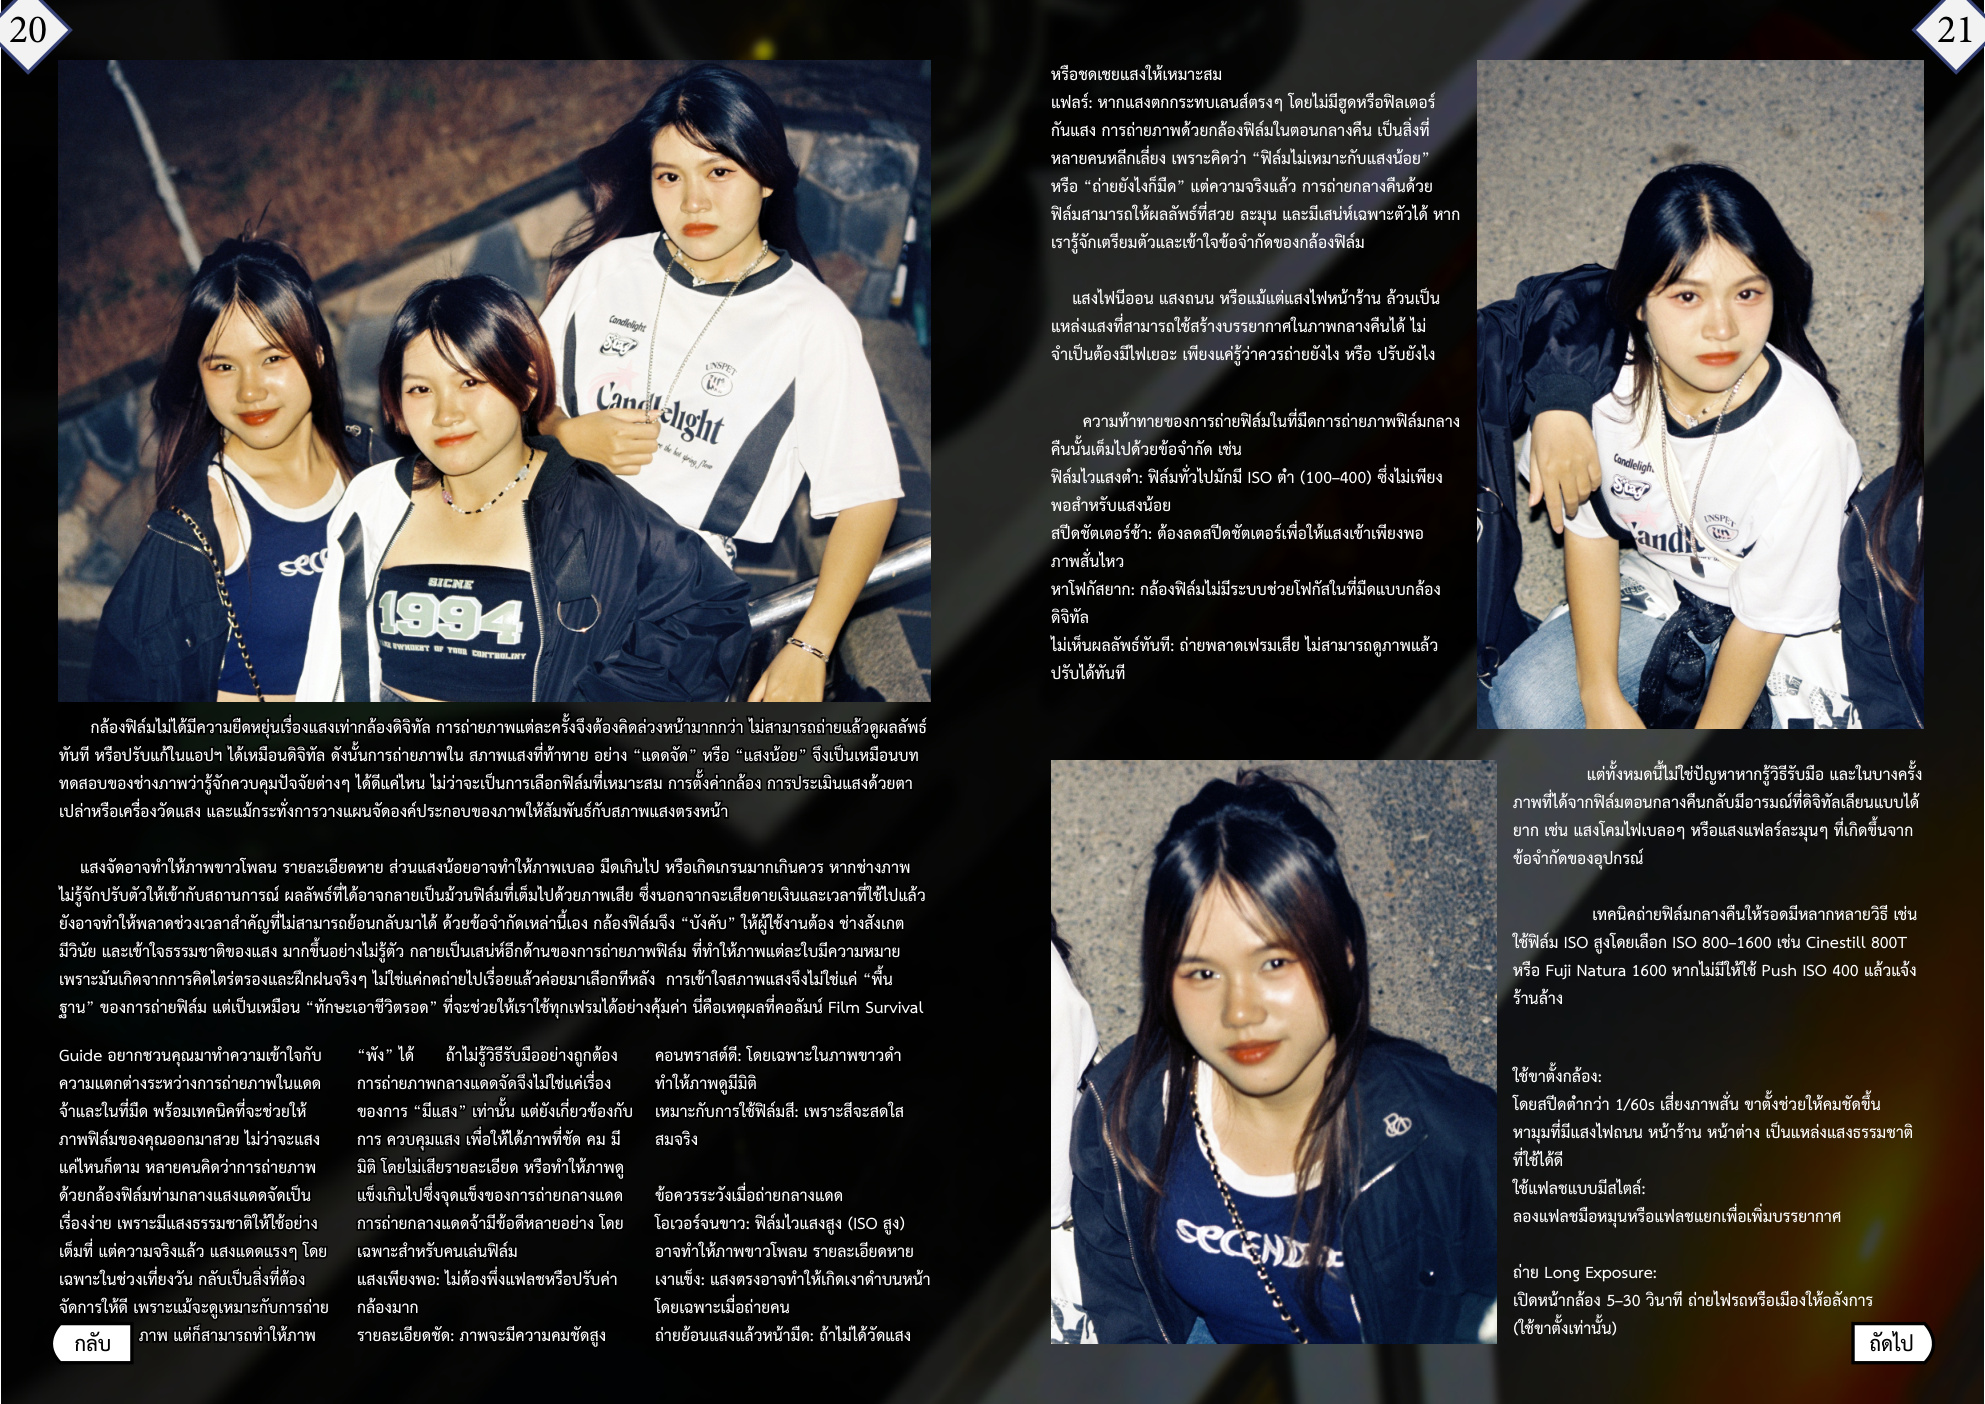 20
Candlelight
Stay
UNSPET
Candlelight
sece
SICNE
1994
กล้องฟิล์มไม่ได้มีความยืดหยุ่นเรื่องแสงเท่ากล้องดิจิทัล การถ่ายภาพแต่ละครั้งจึงต้องคิดล่วงหน้ามากกว่า ไม่สามารถถ่ายแล้วดูผลลัพธ์
ทันที หรือปรับแก้ในแอปฯ ได้เหมือนดิจิทัล ดังนั้นการถ่ายภาพใน สภาพแสงที่ท้าทาย อย่าง “แดดจัด” หรือ “แสงน้อย” จึงเป็นเหมือนบท
ทดสอบของช่างภาพว่ารู้จักควบคุมปัจจัยต่างๆ ได้ดีแค่ไหน ไม่ว่าจะเป็นการเลือกฟิล์มที่เหมาะสม การตั้งค่ากล้อง การประเมินแสงด้วยตา
เปล่าหรือเครื่องวัดแสง และแม้กระทั่งการวางแผนจัดองค์ประกอบของภาพให้สัมพันธ์กับสภาพแสงตรงหน้า
แสงจัดอาจทำให้ภาพขาวโพลน รายละเอียดหาย ส่วนแสงน้อยอาจทำให้ภาพเบลอ มืดเกินไป หรือเกิดเกรนมากเกินควร หากช่างภาพ
ไม่รู้จักปรับตัวให้เข้ากับสถานการณ์ ผลลัพธ์ที่ได้อาจกลายเป็นม้วนฟิล์มที่เต็มไปด้วยภาพเสีย ซึ่งนอกจากจะเสียดายเงินและเวลาที่ใช้ไปแล้ว
ยังอาจทำให้พลาดช่วงเวลาสำคัญที่ไม่สามารถย้อนกลับมาได้ ด้วยข้อจำกัดเหล่านี้เอง กล้องฟิล์มจึง “บังคับ” ให้ผู้ใช้งานต้อง ช่างสังเกต
มีวินัย และเข้าใจธรรมชาติของแสง มากขึ้นอย่างไม่รู้ตัว กลายเป็นเสน่ห์อีกด้านของการถ่ายภาพฟิล์ม ที่ทำให้ภาพแต่ละใบมีความหมาย
เพราะมันเกิดจากการคิดไตร่ตรองและฝึกฝนจริงๆ ไม่ใช่แค่กดถ่ายไปเรื่อยแล้วค่อยมาเลือกทีหลัง การเข้าใจสภาพแสงจึงไม่ใช่แค่ “พื้น
ฐาน” ของการถ่ายฟิล์ม แต่เป็นเหมือน “ทักษะเอาชีวิตรอด” ที่จะช่วยให้เราใช้ทุกเฟรมได้อย่างคุ้มค่า นี่คือเหตุผลที่คอลัมน์ Film Survival
Guide อยากชวนคุณมาทำความเข้าใจกับ
ความแตกต่างระหว่างการถ่ายภาพในแดด
จ้าและในที่มืด พร้อมเทคนิคที่จะช่วยให้
ภาพฟิล์มของคุณออกมาสวย ไม่ว่าจะแสง
แค่ไหนก็ตาม หลายคนคิดว่าการถ่ายภาพ
ด้วยกล้องฟิล์มท่ามกลางแสงแดดจัดเป็น
เรื่องง่าย เพราะมีแสงธรรมชาติให้ใช้อย่าง
เต็มที่ แต่ความจริงแล้ว แสงแดดแรงๆ โดย
เฉพาะในช่วงเที่ยงวัน กลับเป็นสิ่งที่ต้อง
จัดการให้ดี เพราะแม้จะดูเหมาะกับการถ่าย
ภาพ แต่ก็สามารถทำให้ภาพ
กลับ
“พัง” ได้ ถ้าไม่รู้วิธีรับมืออย่างถูกต้อง
การถ่ายภาพกลางแดดจัดจึงไม่ใช่แค่เรื่อง
ของการ “มีแสง” เท่านั้น แต่ยังเกี่ยวข้องกับ
การ ควบคุมแสง เพื่อให้ได้ภาพที่ชัด คม มี
มิติ โดยไม่เสียรายละเอียด หรือทำให้ภาพดู
แข็งเกินไปซึ่งจุดแข็งของการถ่ายกลางแดด
การถ่ายกลางแดดจ้ามีข้อดีหลายอย่าง โดย
เฉพาะสำหรับคนเล่นฟิล์ม
แสงเพียงพอ: ไม่ต้องพึ่งแฟลชหรือปรับค่า
กล้องมาก
รายละเอียดชัด: ภาพจะมีความคมชัดสูง
คอนทราสต์ดี: โดยเฉพาะในภาพขาวดำ
ทำให้ภาพดูมีมิติ
เหมาะกับการใช้ฟิล์มสี: เพราะสีจะสดใส
สมจริง
ข้อควรระวังเมื่อถ่ายกลางแดด
โอเวอร์จนขาว: ฟิล์มไวแสงสูง (ISO สูง)
อาจทำให้ภาพขาวโพลน รายละเอียดหาย
เงาแข็ง: แสงตรงอาจทำให้เกิดเงาดำบนหน้า
โดยเฉพาะเมื่อถ่ายคน
ถ่ายย้อนแสงแล้วหน้ามืด: ถ้าไม่ได้วัดแสง
21
หรือชดเชยแสงให้เหมาะสม
แฟลร์: หากแสงตกกระทบเลนส์ตรงๆ โดยไม่มีฮูดหรือฟิลเตอร์
กันแสง การถ่ายภาพด้วยกล้องฟิล์มในตอนกลางคืน เป็นสิ่งที่
หลายคนหลีกเลี่ยง เพราะคิดว่า “ฟิล์มไม่เหมาะกับแสงน้อย”
หรือ “ถ่ายยังไงก็มืด” แต่ความจริงแล้ว การถ่ายกลางคืนด้วย
ฟิล์มสามารถให้ผลลัพธ์ที่สวย ละมุน และมีเสน่ห์เฉพาะตัวได้ หาก
เรารู้จักเตรียมตัวและเข้าใจข้อจำกัดของกล้องฟิล์ม
แสงไฟนีออน แสงถนน หรือแม้แต่แสงไฟหน้าร้าน ล้วนเป็น
แหล่งแสงที่สามารถใช้สร้างบรรยากาศในภาพกลางคืนได้ ไม่
จำเป็นต้องมีไฟเยอะ เพียงแค่รู้ว่าควรถ่ายยังไง หรือ ปรับยังไง
ความท้าทายของการถ่ายฟิล์มในที่มืดการถ่ายภาพฟิล์มกลาง
คืนนั้นเต็มไปด้วยข้อจำกัด เช่น
ฟิล์มไวแสงต่ำ: ฟิล์มทั่วไปมักมี ISO ต่ำ (100–400) ซึ่งไม่เพียง
พอสำหรับแสงน้อย
สปีดชัตเตอร์ช้า: ต้องลดสปีดชัตเตอร์เพื่อให้แสงเข้าเพียงพอ
ภาพสั่นไหว
หาโฟกัสยาก: กล้องฟิล์มไม่มีระบบช่วยโฟกัสในที่มืดแบบกล้อง
ดิจิทัล
ไม่เห็นผลลัพธ์ทันที: ถ่ายพลาดเฟรมเสีย ไม่สามารถดูภาพแล้ว
ปรับได้ทันที
Candleligh
Stay
UNSPET
แต่ทั้งหมดนี้ไม่ใช่ปัญหาหากรู้วิธีรับมือ และในบางครั้ง
ภาพที่ได้จากฟิล์มตอนกลางคืนกลับมีอารมณ์ที่ดิจิทัลเลียนแบบได้
ยาก เช่น แสงโคมไฟเบลอๆ หรือแสงแฟลร์ละมุนๆ ที่เกิดขึ้นจาก
ข้อจำกัดของอุปกรณ์
เทคนิคถ่ายฟิล์มกลางคืนให้รอดมีหลากหลายวิธี เช่น
ใช้ฟิล์ม ISO สูงโดยเลือก ISO 800–1600 เช่น Cinestill 800T
หรือ Fuji Natura 1600 หากไม่มีให้ใช้ Push ISO 400 แล้วแจ้ง
ร้านล้าง
ใช้ขาตั้งกล้อง:
โดยสปีดต่ำกว่า 1/60s เสี่ยงภาพสั่น ขาตั้งช่วยให้คมชัดขึ้น
หามุมที่มีแสงไฟถนน หน้าร้าน หน้าต่าง เป็นแหล่งแสงธรรมชาติ
ที่ใช้ได้ดี
ใช้แฟลชแบบมีสไตล์:
ลองแฟลชมือหมุนหรือแฟลชแยกเพื่อเพิ่มบรรยากาศ
ถ่าย Long Exposure:
เปิดหน้ากล้อง 5–30 วินาที ถ่ายไฟรถหรือเมืองให้อลังการ
(ใช้ขาตั้งเท่านั้น)
ถัดไป